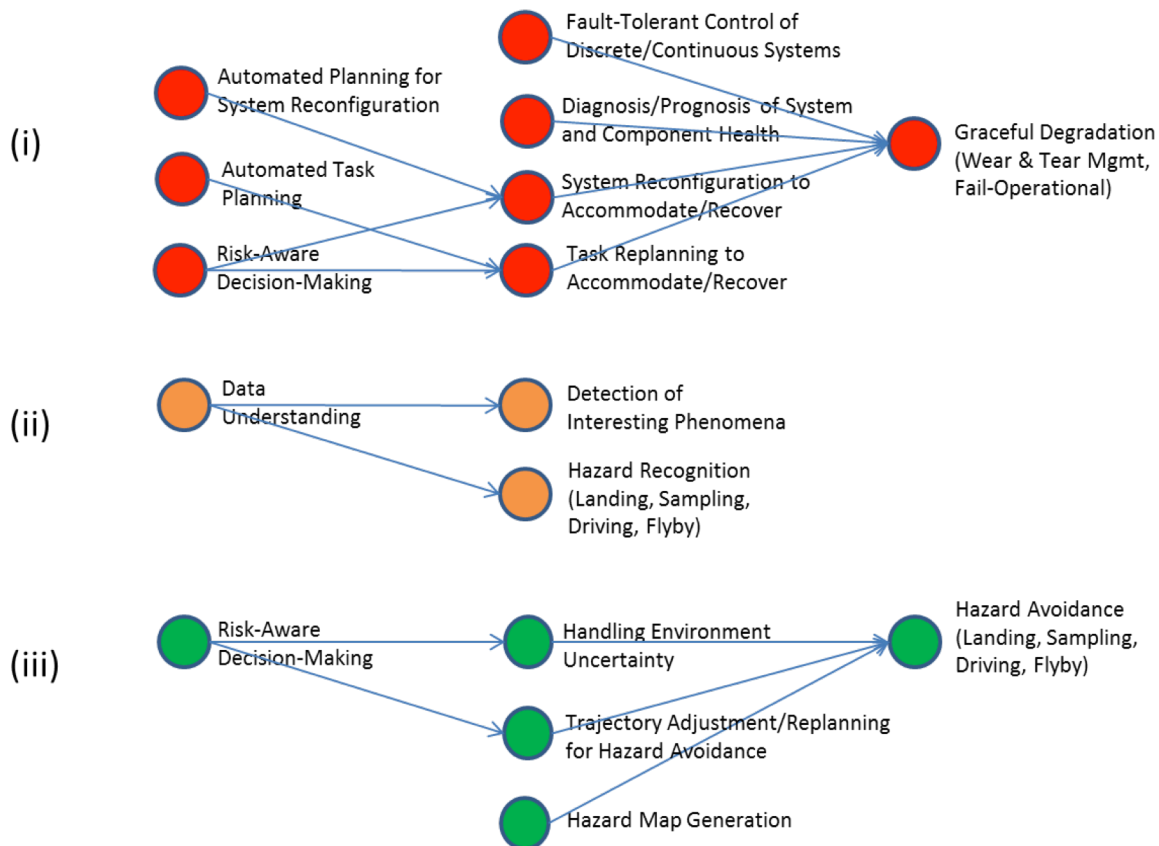 (i)
Automated Planning for
System Reconfiguration
Automated Task
Planning
Risk-Aware
Decision-Making
Fault-Tolerant Control of
Discrete/Continuous Systems
Diagnosis/Prognosis of System
and Component Health
System Reconfiguration to
Accommodate/Recover
Task Replanning to
Accommodate/Recover
Graceful Degradation
(Wear & Tear Mgmt,
Fail-Operational)
(ii)
Data
Understanding
Detection of
Interesting Phenomena
Hazard Recognition
(Landing, Sampling,
Driving, Flyby)
(iii)
Risk-Aware
Decision-Making
Handling Environment
Uncertainty
Trajectory Adjustment/Replanning
for Hazard Avoidance
Hazard Map Generation
Hazard Avoidance
(Landing, Sampling,
Driving, Flyby)